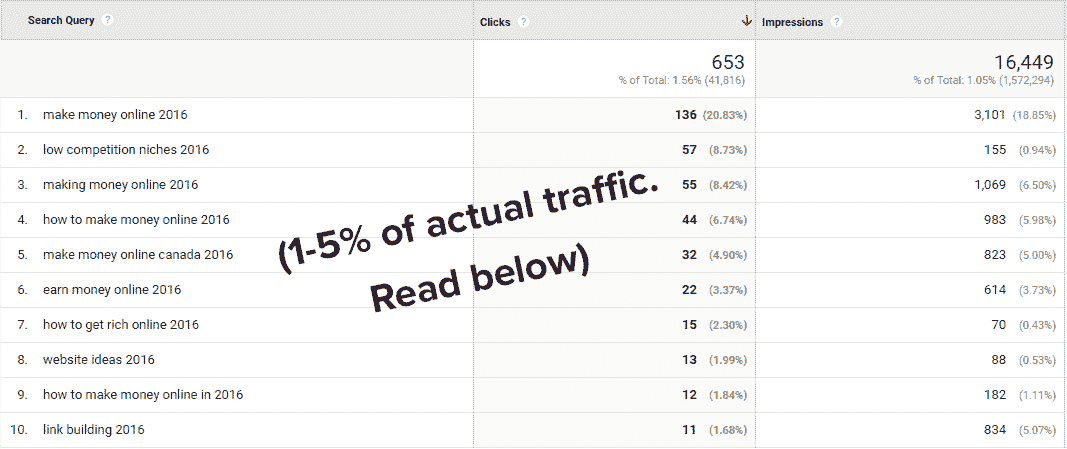 Search Query ? Clicks ? Impressions ?
653 16,449
% of Total: 1.56% (41,816) % of Total: 1.05% (1,572,294)
1. make money online 2016 136 (20.83%) 3,101 (18.85%)
2. low competition niches 2016 57 (8.73%) 155 (0.94%)
3. making money online 2016 55 (8.42%) 1,069 (6.50%)
4. how to make money online 2016 44 (6.74%) 983 (5.98%)
5. make money online canada 2016 32 (4.90%) 823 (5.00%)
6. earn money online 2016 22 (3.37%) 614 (3.73%)
7. how to get rich online 2016 15 (2.30%) 70 (0.43%)
8. website ideas 2016 13 (1.99%) 88 (0.53%)
9. how to make money online in 2016 12 (1.84%) 182 (1.11%)
10. link building 2016 11 (1.68%) 834 (5.07%)
(1-5% of actual traffic.
Read below)